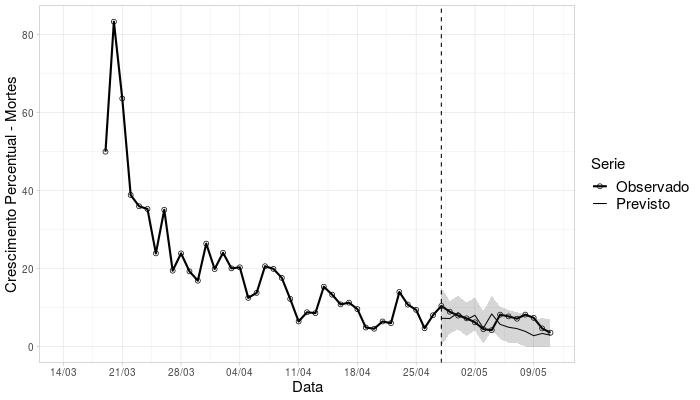 Crescimento Percentual - Mortes
80
60
40
20
0
14/03
21/03
28/03
04/04
11/04
18/04
25/04
02/05
09/05
Data
Serie
Observado
Previsto